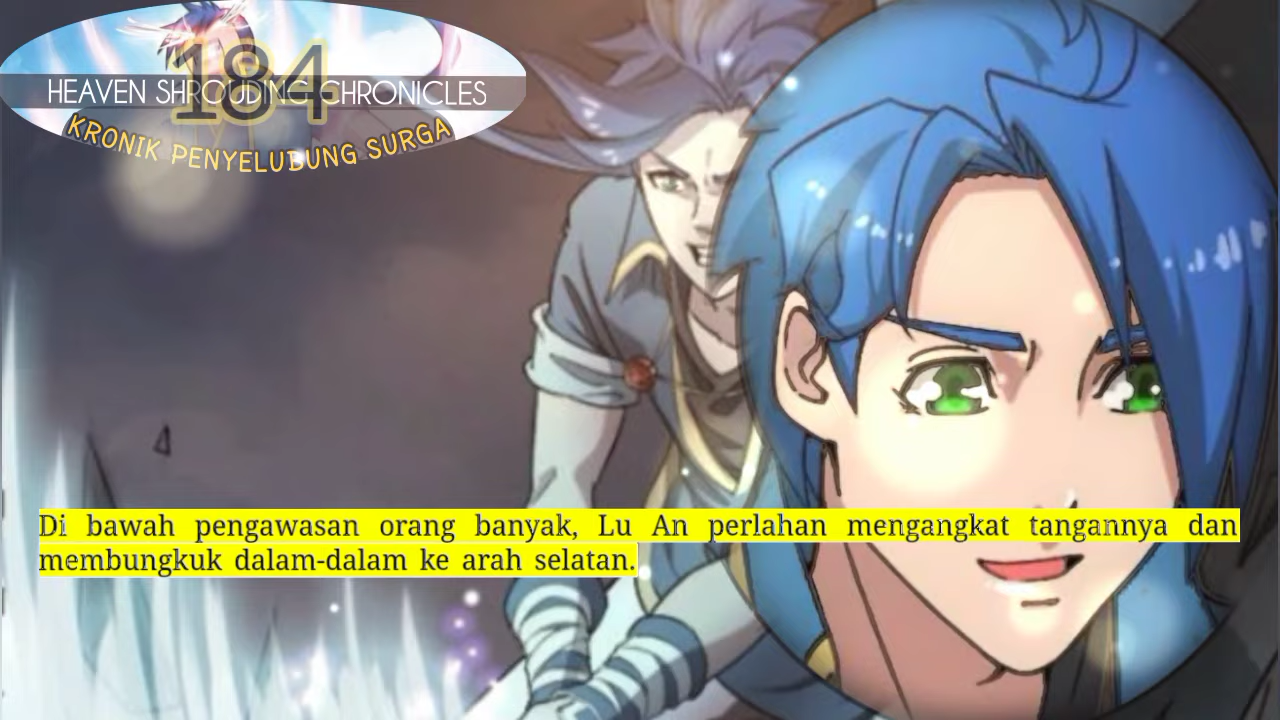 184
HEAVEN SHROUDING CHRONICLES
KRONIK PENYELUBUNG SURGA
Di bawah pengawasan orang banyak, Lu An perlahan mengangkat tangannya dan
membungkuk dalam-dalam ke arah selatan.